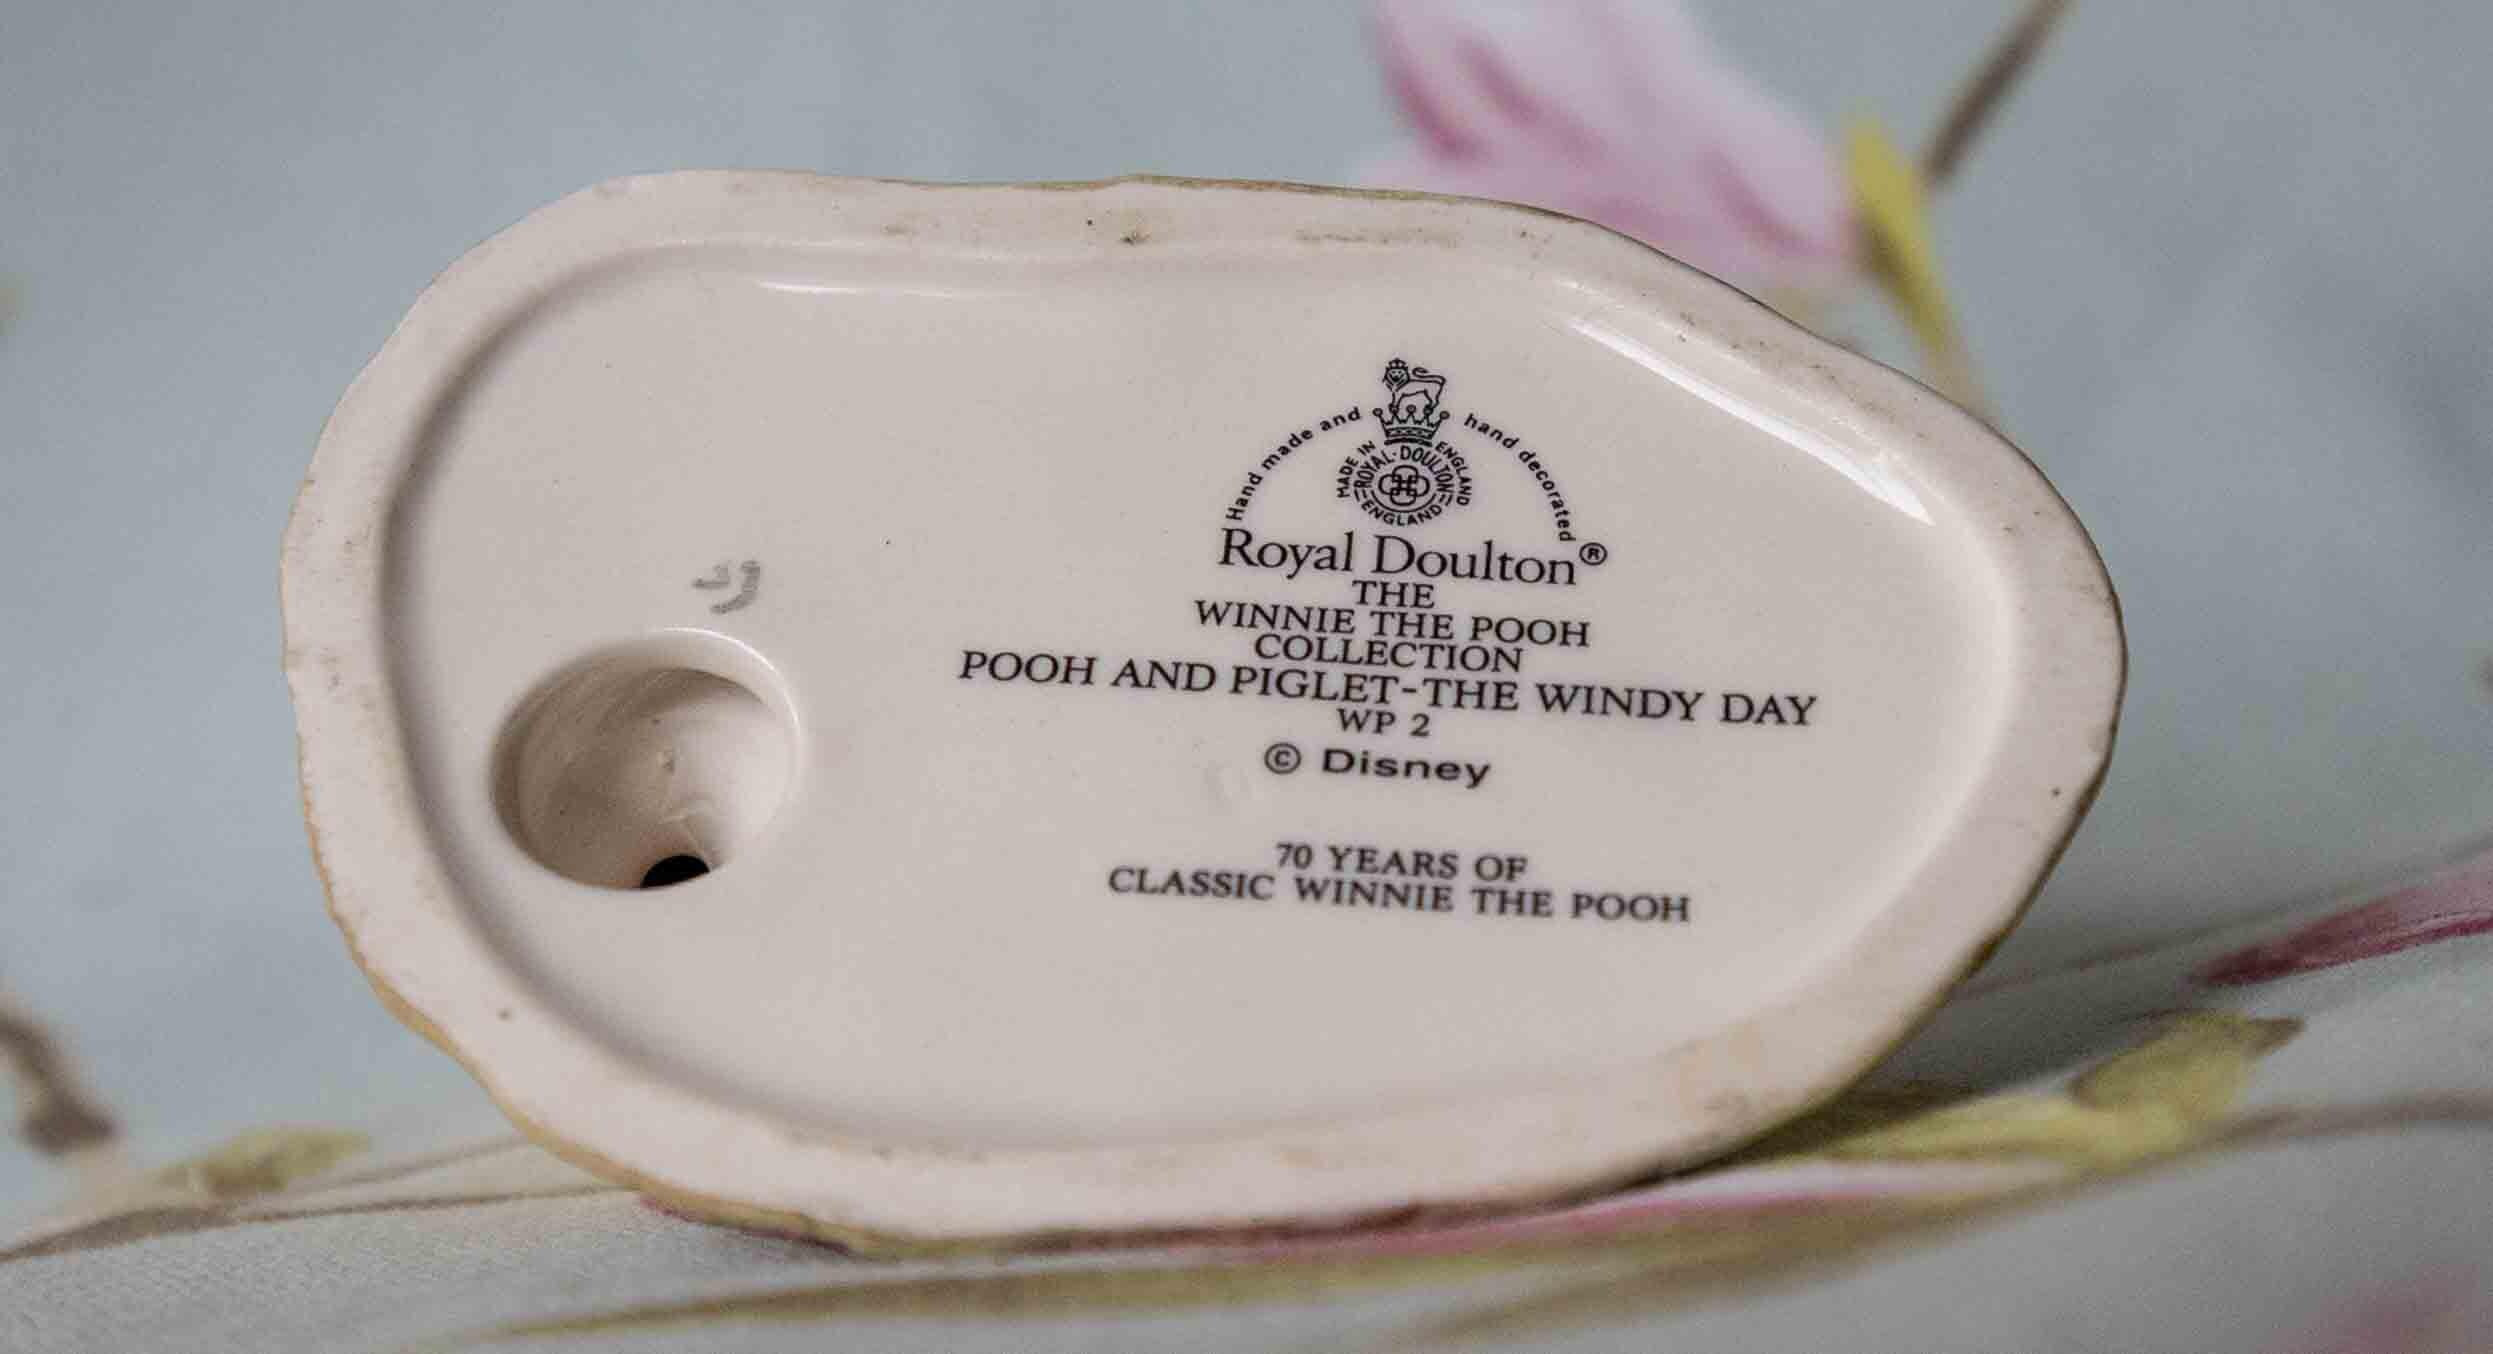 Hand made and hand decorated
MADE IN ENGLAND
ROYAL·DOULTON
ENGLAND
Royal Doulton®
THE
WINNIE THE POOH
COLLECTION
POOH AND PIGLET-THE WINDY DAY
WP 2
© Disney
70 YEARS OF
CLASSIC WINNIE THE POOH